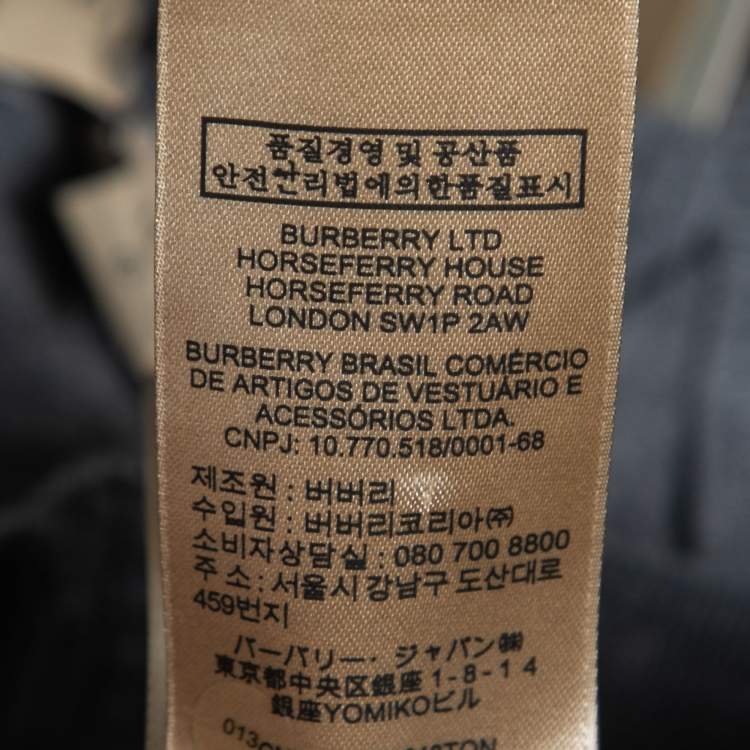 품질경영 및 공산품
안전관리법에의한품질표시
BURBERRY LTD
HORSEFERRY HOUSE
HORSEFERRY ROAD
LONDON SW1P 2AW
BURBERRY BRASIL COMÉRCIO
DE ARTIGOS DE VESTUÁRIO E
ACESSÓRIOS LTDA.
CNPJ: 10.770.518/0001-68
제조원 : 버버리
수입원 : 버버리코리아㈜
소비자상담실 : 080 700 8800
주 소 : 서울시 강남구 도산대로
459번지
バーバリー・ジャパン㈱
東京都中央区銀座 1 - 8 - 1 4
銀座YOMIKOビル